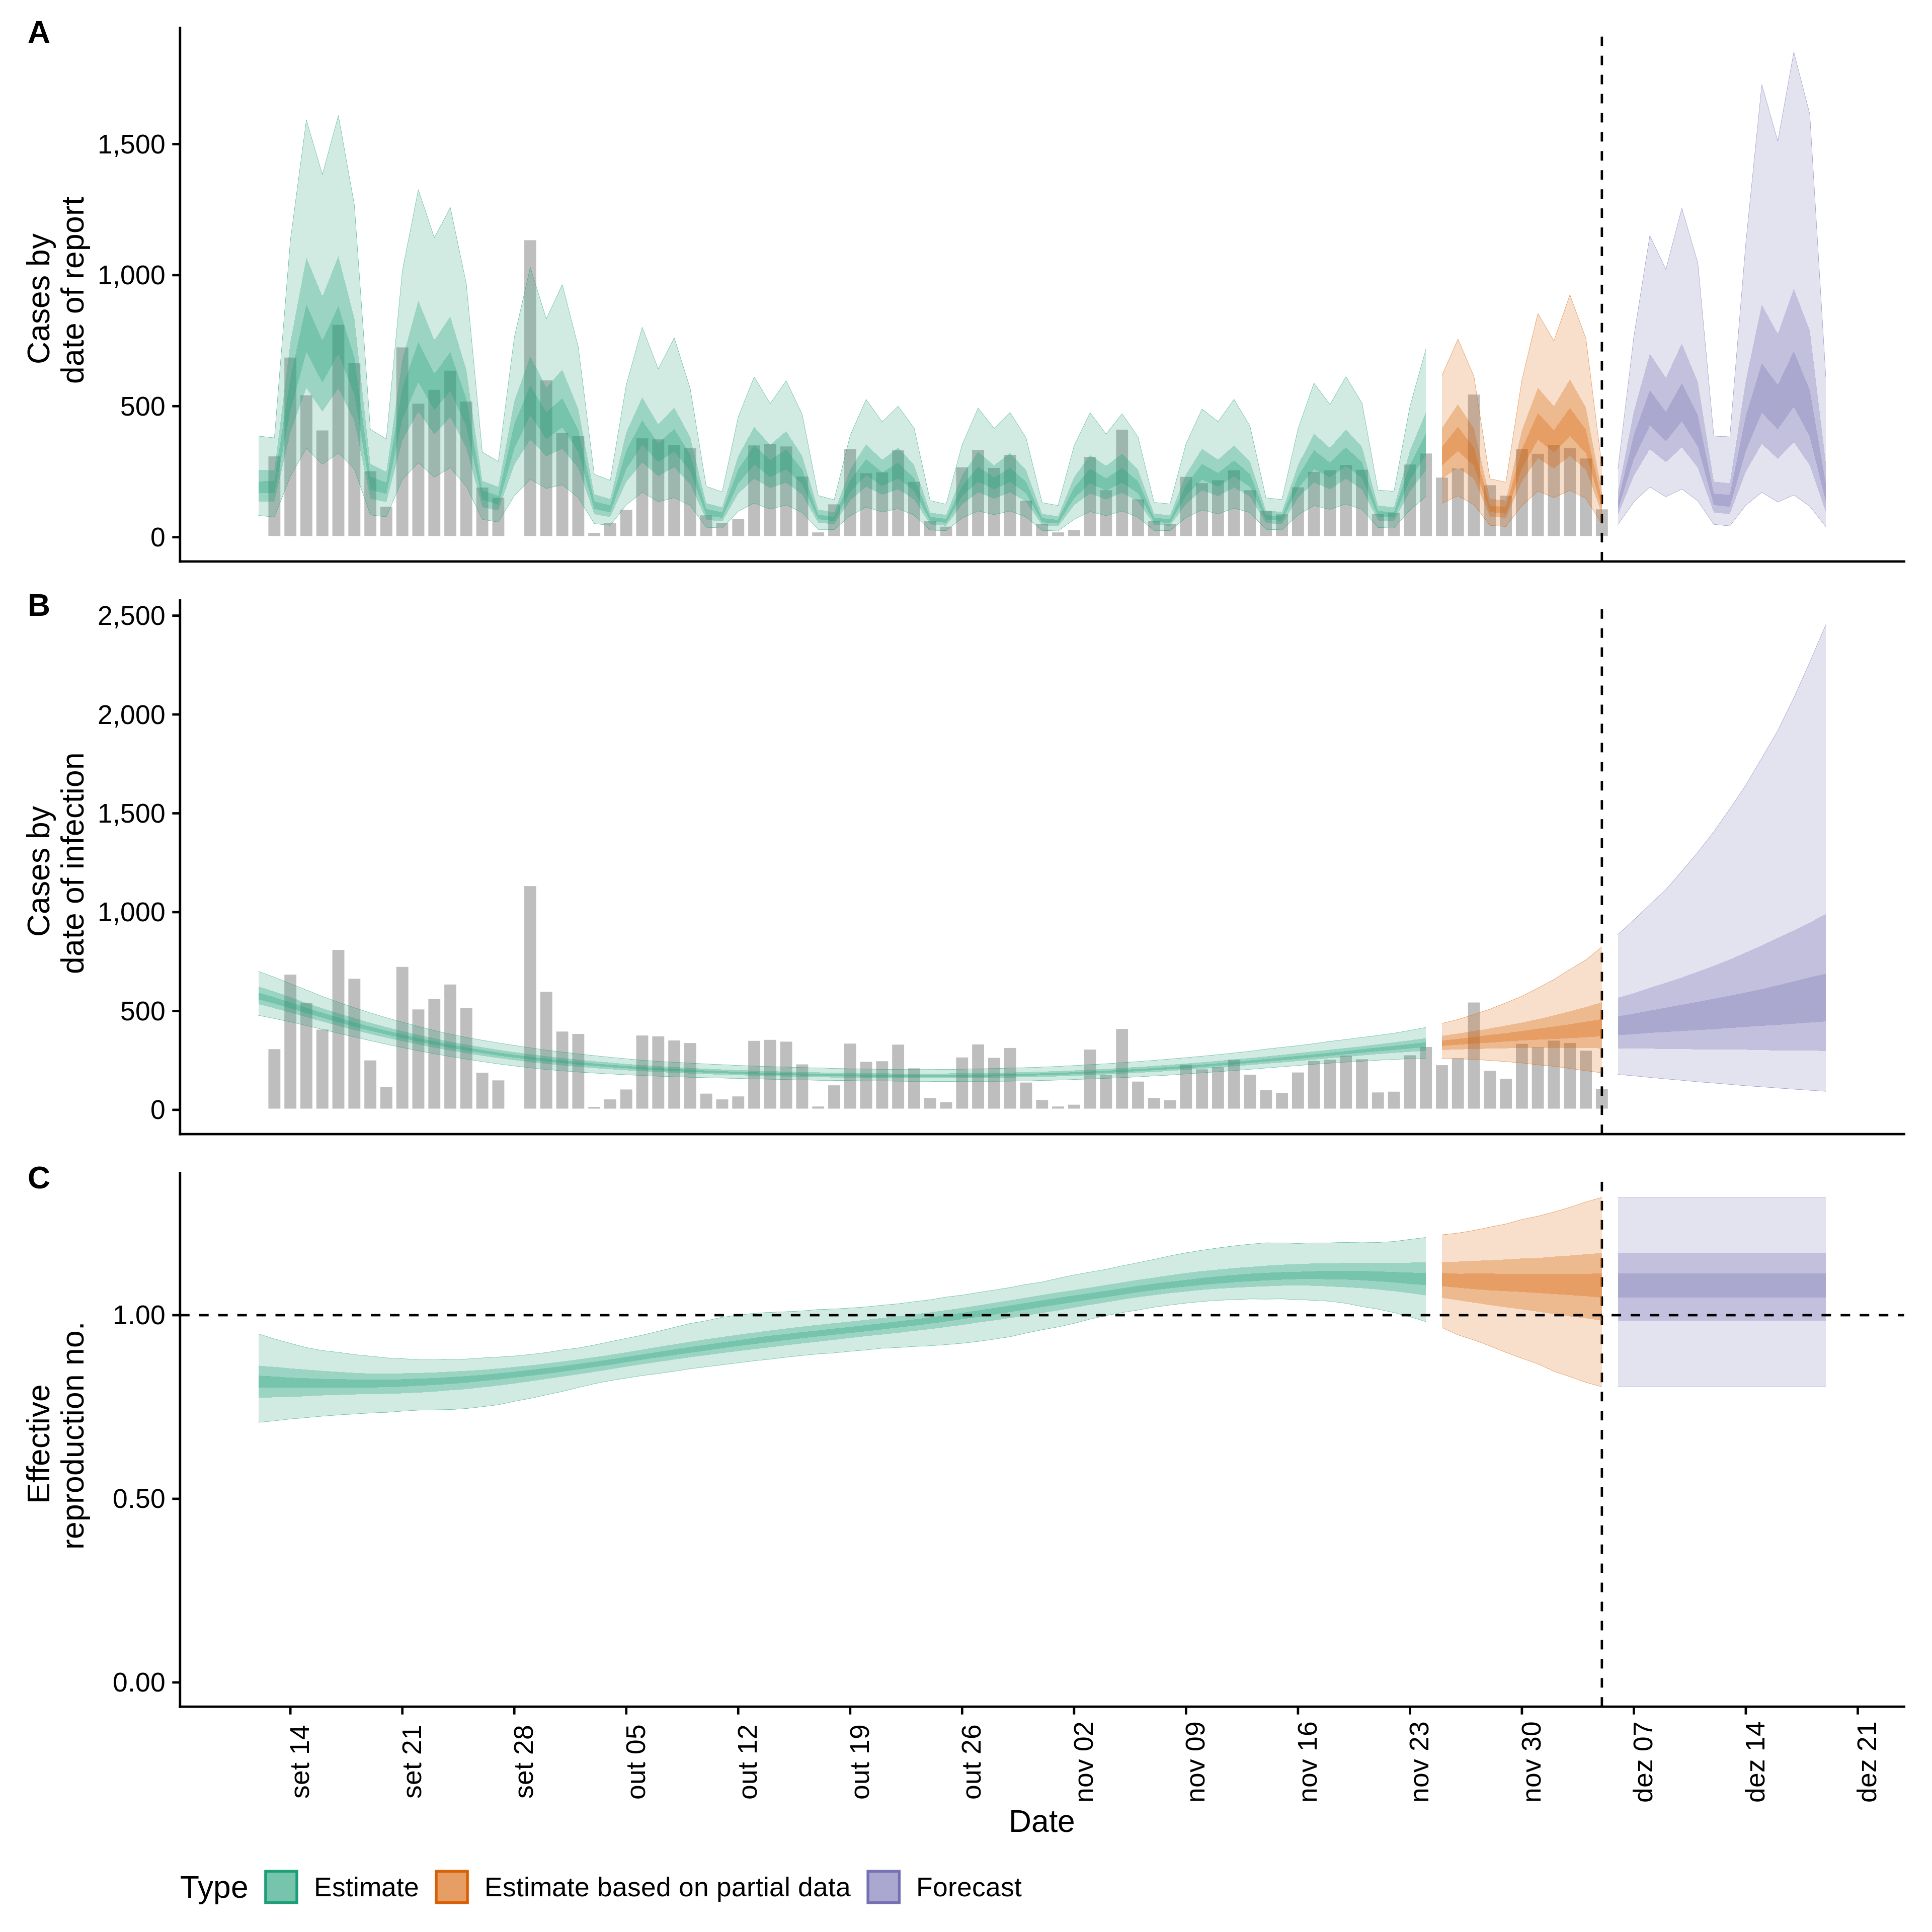 A
Cases by
date of report
1,500
1,000
500
0
B
Cases by
date of infection
2,500
2,000
1,500
1,000
500
0
C
Effective
reproduction no.
1.00
0.50
0.00
set 14
set 21
set 28
out 05
out 12
out 19
out 26
nov 02
nov 09
nov 16
nov 23
nov 30
dez 07
dez 14
dez 21
Date
Type Estimate Estimate based on partial data Forecast